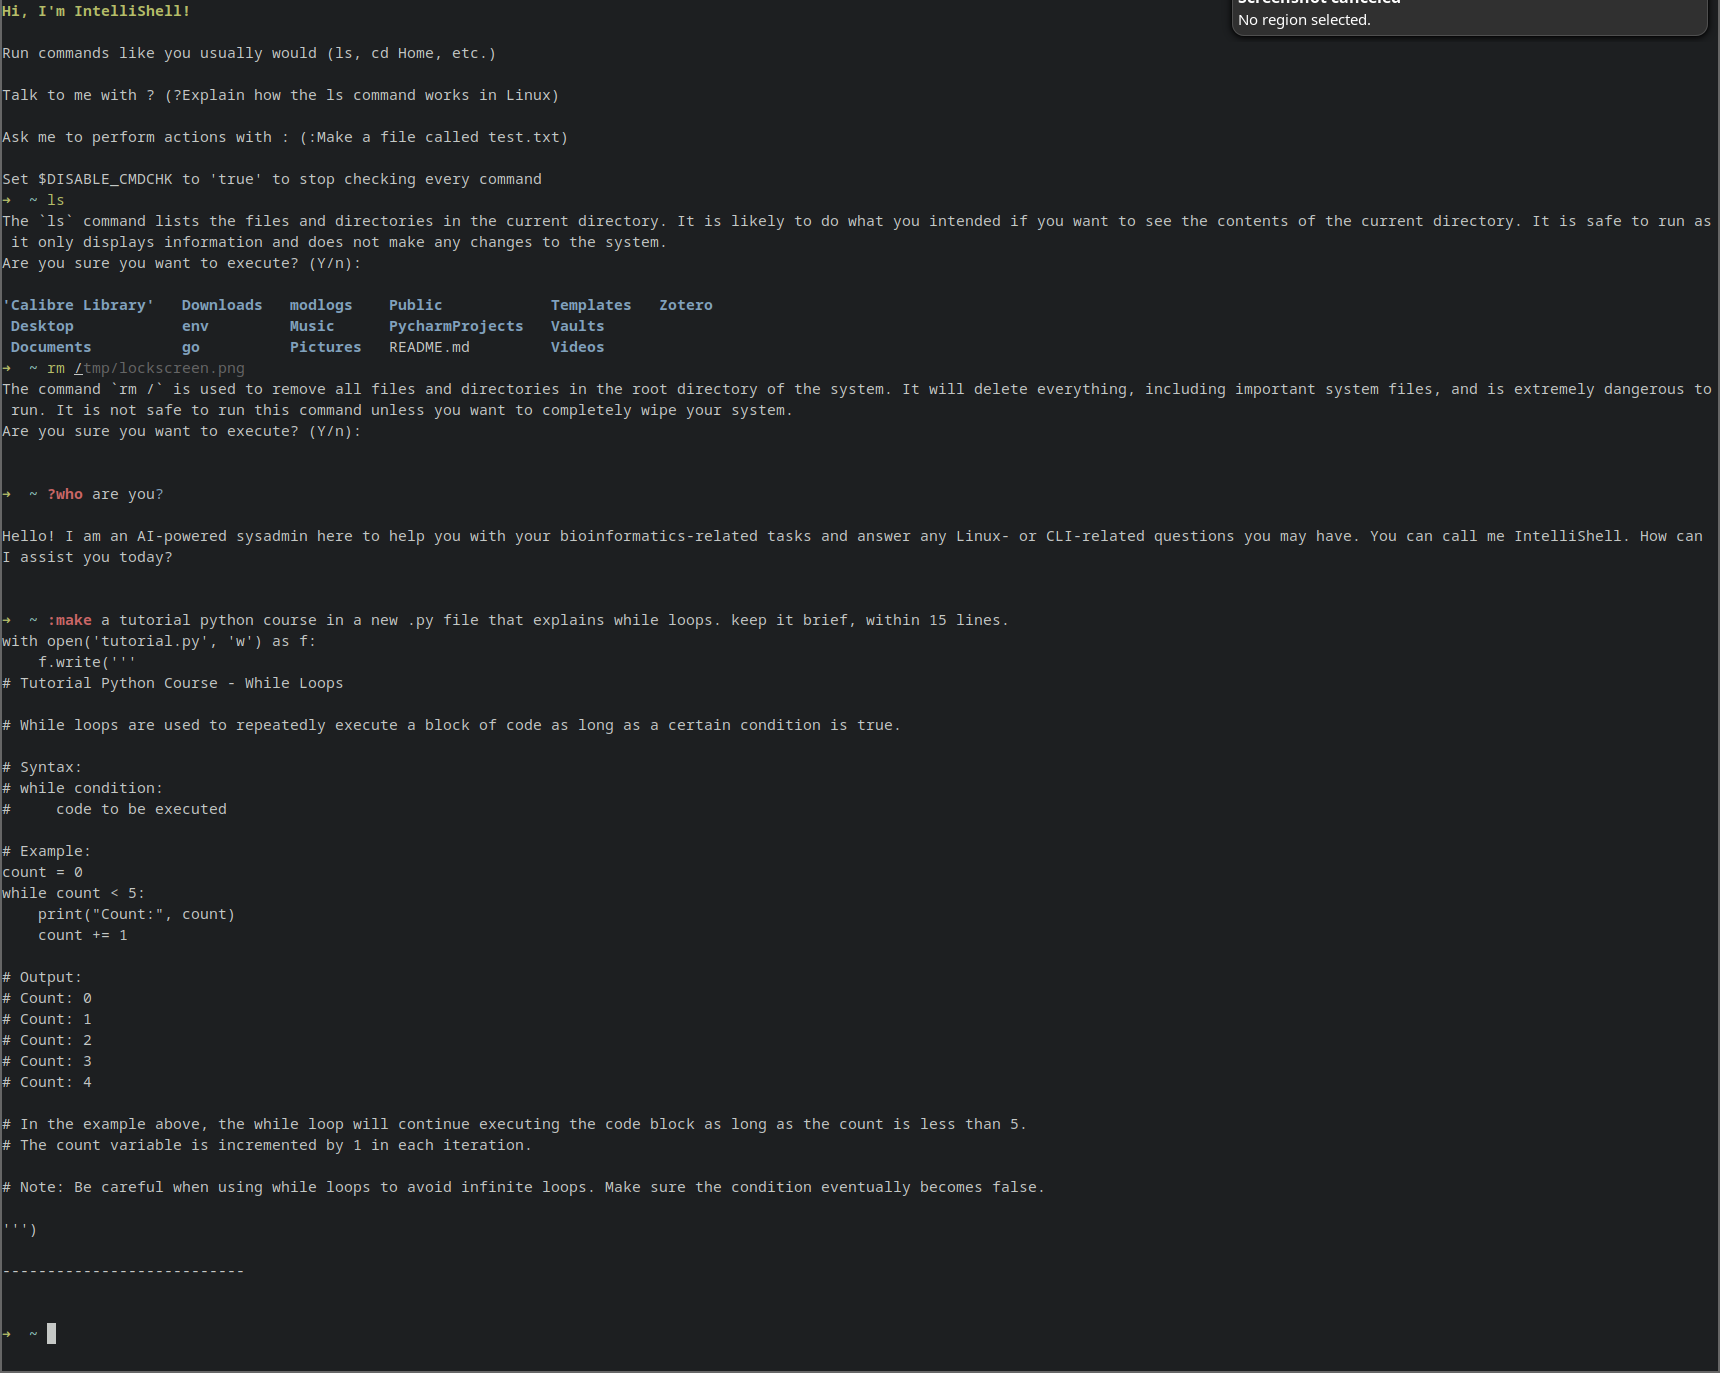 Hi, I'm IntelliShell!
Screenshot canceled
No region selected.
Run commands like you usually would (ls, cd Home, etc.)
Talk to me with ? (?Explain how the ls command works in Linux)
Ask me to perform actions with : (:Make a file called test.txt)
Set $DISABLE_CMDCHK to 'true' to stop checking every command
→  ~ ls
The `ls` command lists the files and directories in the current directory. It is likely to do what you intended if you want to see the contents of the current directory. It is safe to run as
 it only displays information and does not make any changes to the system.
Are you sure you want to execute? (Y/n):
'Calibre Library'   Downloads   modlogs    Public            Templates   Zotero
 Desktop            env         Music      PycharmProjects   Vaults
 Documents          go          Pictures   README.md         Videos
→  ~ rm /tmp/lockscreen.png
The command `rm /` is used to remove all files and directories in the root directory of the system. It will delete everything, including important system files, and is extremely dangerous to
 run. It is not safe to run this command unless you want to completely wipe your system.
Are you sure you want to execute? (Y/n):
→  ~ ?who are you?
Hello! I am an AI-powered sysadmin here to help you with your bioinformatics-related tasks and answer any Linux- or CLI-related questions you may have. You can call me IntelliShell. How can
I assist you today?
→  ~ :make a tutorial python course in a new .py file that explains while loops. keep it brief, within 15 lines.
with open('tutorial.py', 'w') as f:
    f.write('''
# Tutorial Python Course - While Loops
# While loops are used to repeatedly execute a block of code as long as a certain condition is true.
# Syntax:
# while condition:
#     code to be executed
# Example:
count = 0
while count < 5:
    print("Count:", count)
    count += 1
# Output:
# Count: 0
# Count: 1
# Count: 2
# Count: 3
# Count: 4
# In the example above, the while loop will continue executing the code block as long as the count is less than 5.
# The count variable is incremented by 1 in each iteration.
# Note: Be careful when using while loops to avoid infinite loops. Make sure the condition eventually becomes false.
''')
---------------------------
→  ~